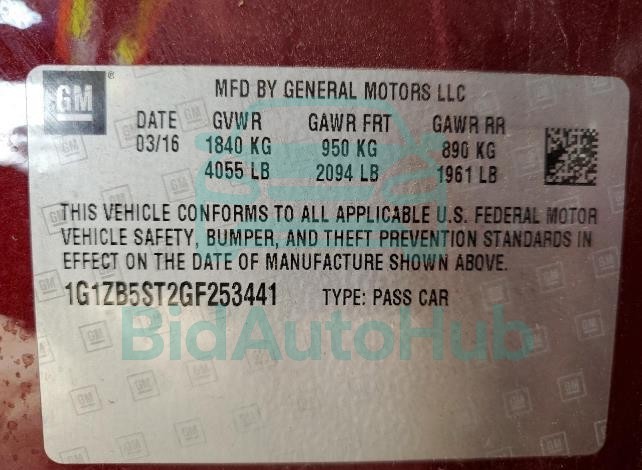 GM
MFD BY GENERAL MOTORS LLC
DATE GVWR GAWR FRT GAWR RR
03/16 1840 KG 950 KG 890 KG
4055 LB 2094 LB 1961 LB
THIS VEHICLE CONFORMS TO ALL APPLICABLE U.S. FEDERAL MOTOR
VEHICLE SAFETY, BUMPER, AND THEFT PREVENTION STANDARDS IN
EFFECT ON THE DATE OF MANUFACTURE SHOWN ABOVE.
1G1ZB5ST2GF253441 TYPE: PASS CAR
BidAutoHub